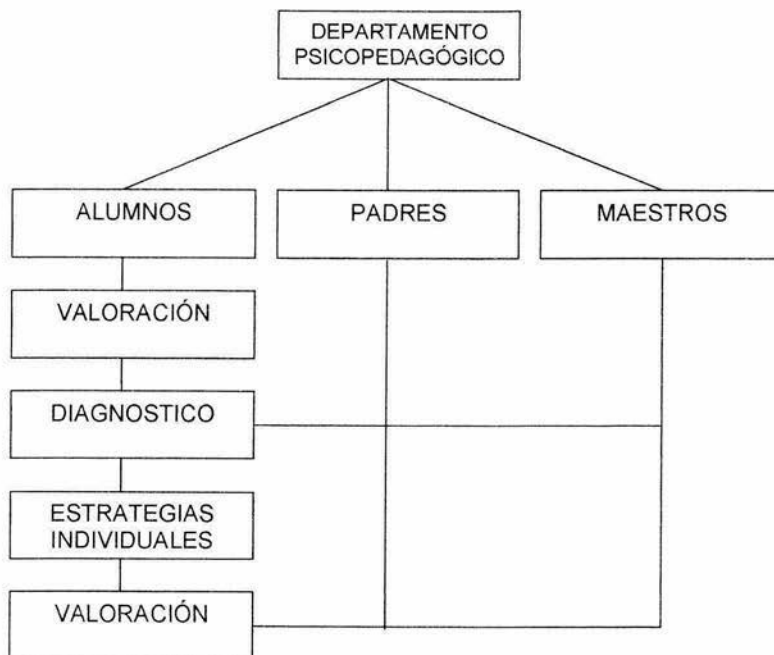 DEPARTAMENTO
PSICOPEDAGÓGICO
ALUMNOS
PADRES
MAESTROS
VALORACIÓN
DIAGNOSTICO
ESTRATEGIAS
INDIVIDUALES
VALORACIÓN